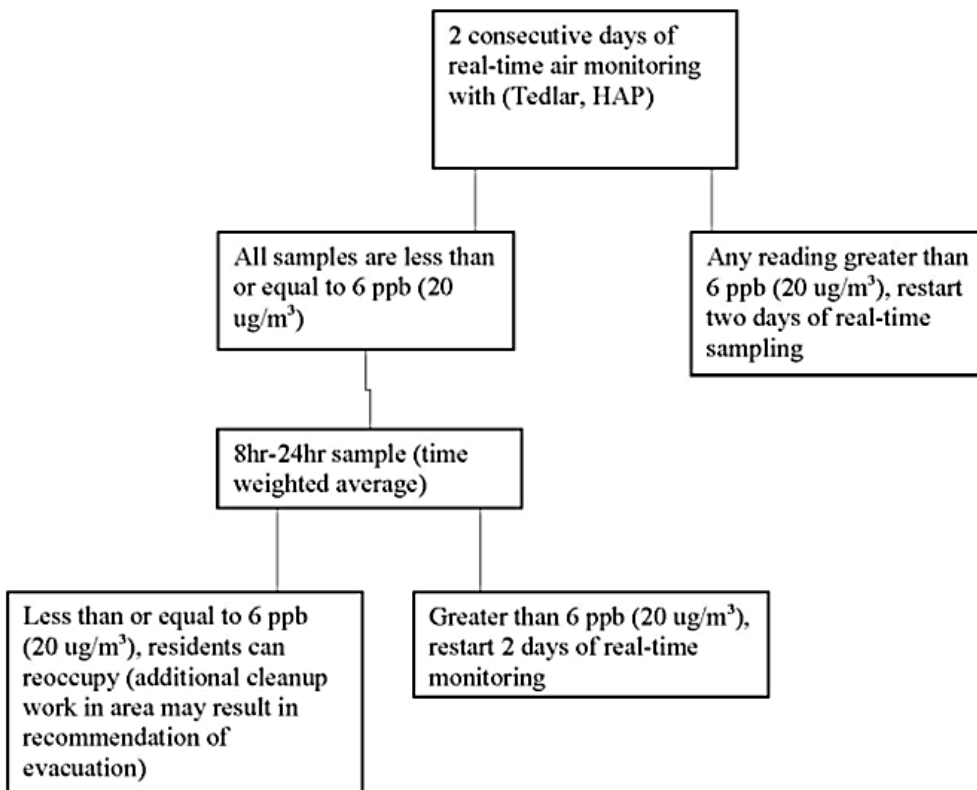 2 consecutive days of
real-time air monitoring
with (Tedlar, HAP)
All samples are less than
or equal to 6 ppb (20
ug/m³)
Any reading greater than
6 ppb (20 ug/m³), restart
two days of real-time
sampling
8hr-24hr sample (time
weighted average)
Less than or equal to 6 ppb
(20 ug/m³), residents can
reoccupy (additional cleanup
work in area may result in
recommendation of
evacuation)
Greater than 6 ppb (20 ug/m³),
restart 2 days of real-time
monitoring